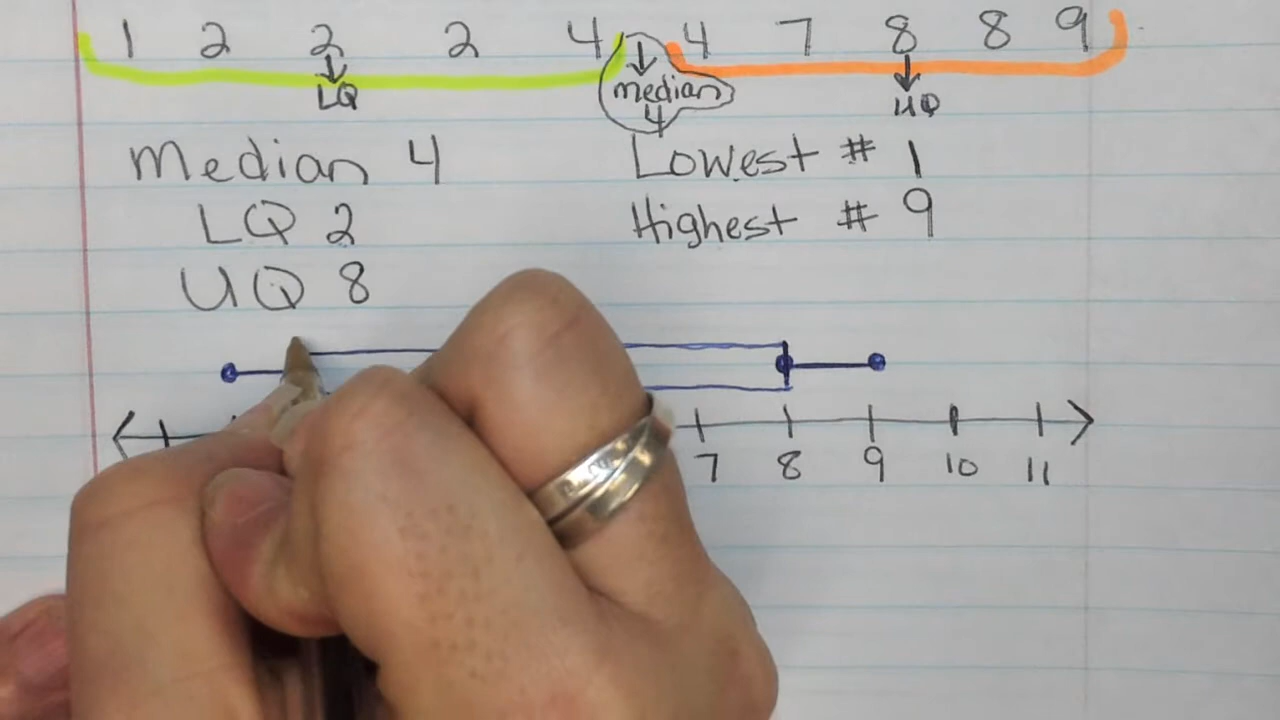 1 2 2 2 4 4 7 8 8 9
LQ median UQ
4
Median 4 Lowest # 1
LQ 2 Highest # 9
UQ 8
7 8 9 10 11